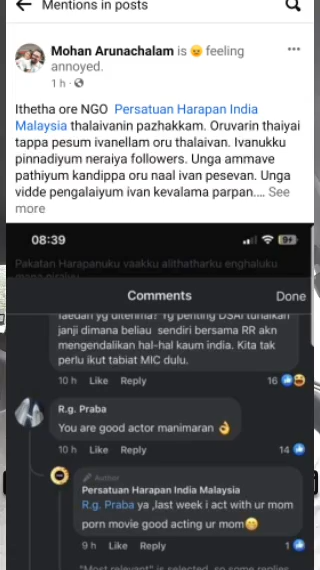 Mentions in posts
Mohan Arunachalam is feeling
annoyed.
1 h
Ithetha ore NGO Persatuan Harapan India
Malaysia thalaivanin pazhakkam. Oruvarin thaiyai
tappa pesum ivanellam oru thalaivan. Ivanukku
pinnadiyum neraiya followers. Unga ammave
pathiyum kandippa oru naal ivan pesevan. Unga
vidde pengalaiyum ivan kevalama parpan.... See
more
08:39
Pakatan Harapanuku vaakku alithatharku enghaluku
Comments
Done
faedah yg diterima? Yg penting DSAI tunaikan
janji dimana beliau sendiri bersama RR akn
mengendalikan hal-hal kaum india. Kita tak
perlu ikut tabiat MIC dulu.
10 h Like Reply 16
R.g. Praba
You are good actor manimaran 👌
10 h Like Reply 14
Author
Persatuan Harapan India Malaysia
R.g. Praba ya ,last week i act with ur mom
porn movie good acting ur mom
9 h Like Reply 1
"Most relevant" is selected, so some replies